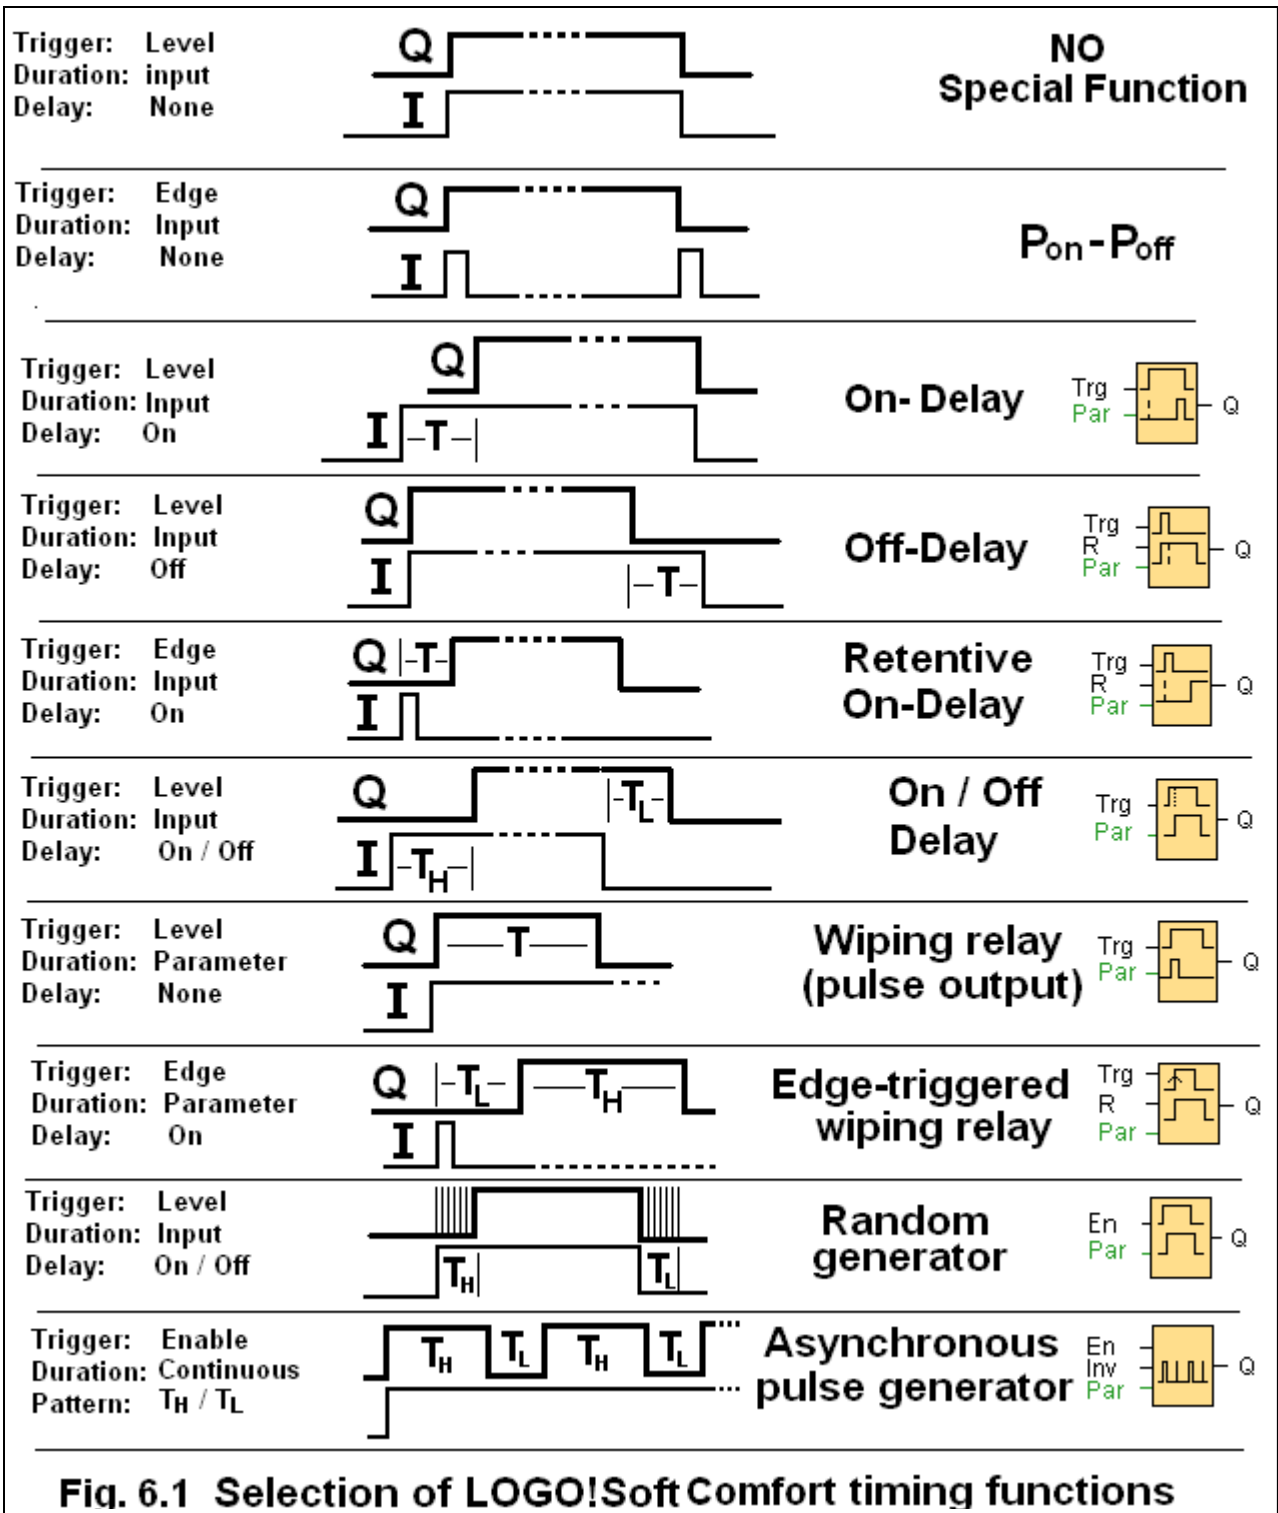 Trigger: Level
Duration: input
Delay: None
Q
I
NO
Special Function
Trigger: Edge
Duration: Input
Delay: None
Q
I
Pon-Poff
Trigger: Level
Duration: Input
Delay: On
Q
I
T
On- Delay
Trg
Par
Q
Trigger: Level
Duration: Input
Delay: Off
Q
I
T
Off-Delay
Trg
R
Par
Q
Trigger: Edge
Duration: Input
Delay: On
Q
T
I
Retentive
On-Delay
Trg
R
Par
Q
Trigger: Level
Duration: Input
Delay: On / Off
Q
TL
I
TH
On / Off
Delay
Trg
Par
Q
Trigger: Level
Duration: Parameter
Delay: None
Q
T
I
Wiping relay
(pulse output)
Trg
Par
Q
Trigger: Edge
Duration: Parameter
Delay: On
Q
TL
TH
I
Edge-triggered
wiping relay
Trg
R
Par
Q
Trigger: Level
Duration: Input
Delay: On / Off
TH
TL
Random
generator
En
Par
Q
Trigger: Enable
Duration: Continuous
Pattern: TH / TL
TH
TL
TH
TL
Asynchronous
pulse generator
En
Inv
Par
Q
Fig. 6.1 Selection of LOGO!Soft Comfort timing functions